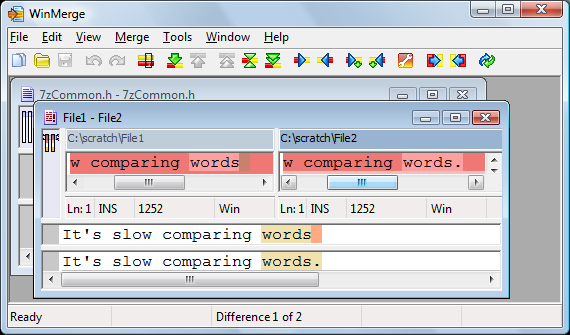 WinMerge
File Edit View Merge Tools Window Help
7zCommon.h - 7zCommon.h
File1 - File2
C:\scratch\File1 C:\scratch\File2
w comparing words w comparing words.
Ln: 1 INS 1252 Win Ln: 1 INS 1252 Win
It's slow comparing words
It's slow comparing words.
Ready Difference 1 of 2